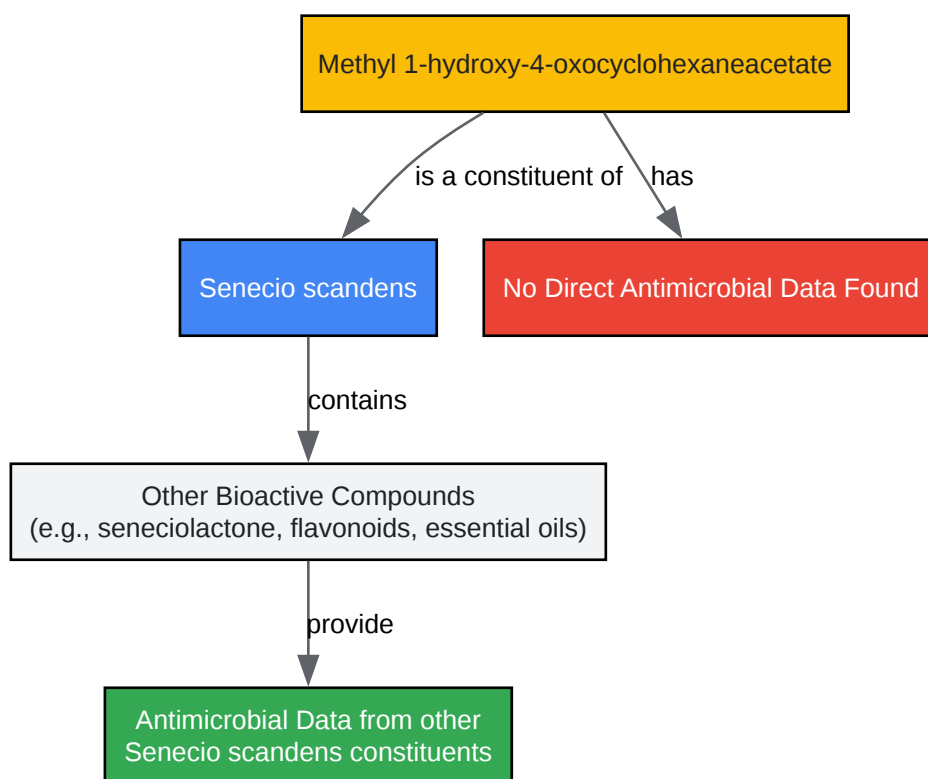 Methyl 1-hydroxy-4-oxocyclohexaneacetate
is a constituent of
has
Senecio scandens
No Direct Antimicrobial Data Found
contains
Other Bioactive Compounds
(e.g., seneciolactone, flavonoids, essential oils)
provide
Antimicrobial Data from other
Senecio scandens constituents